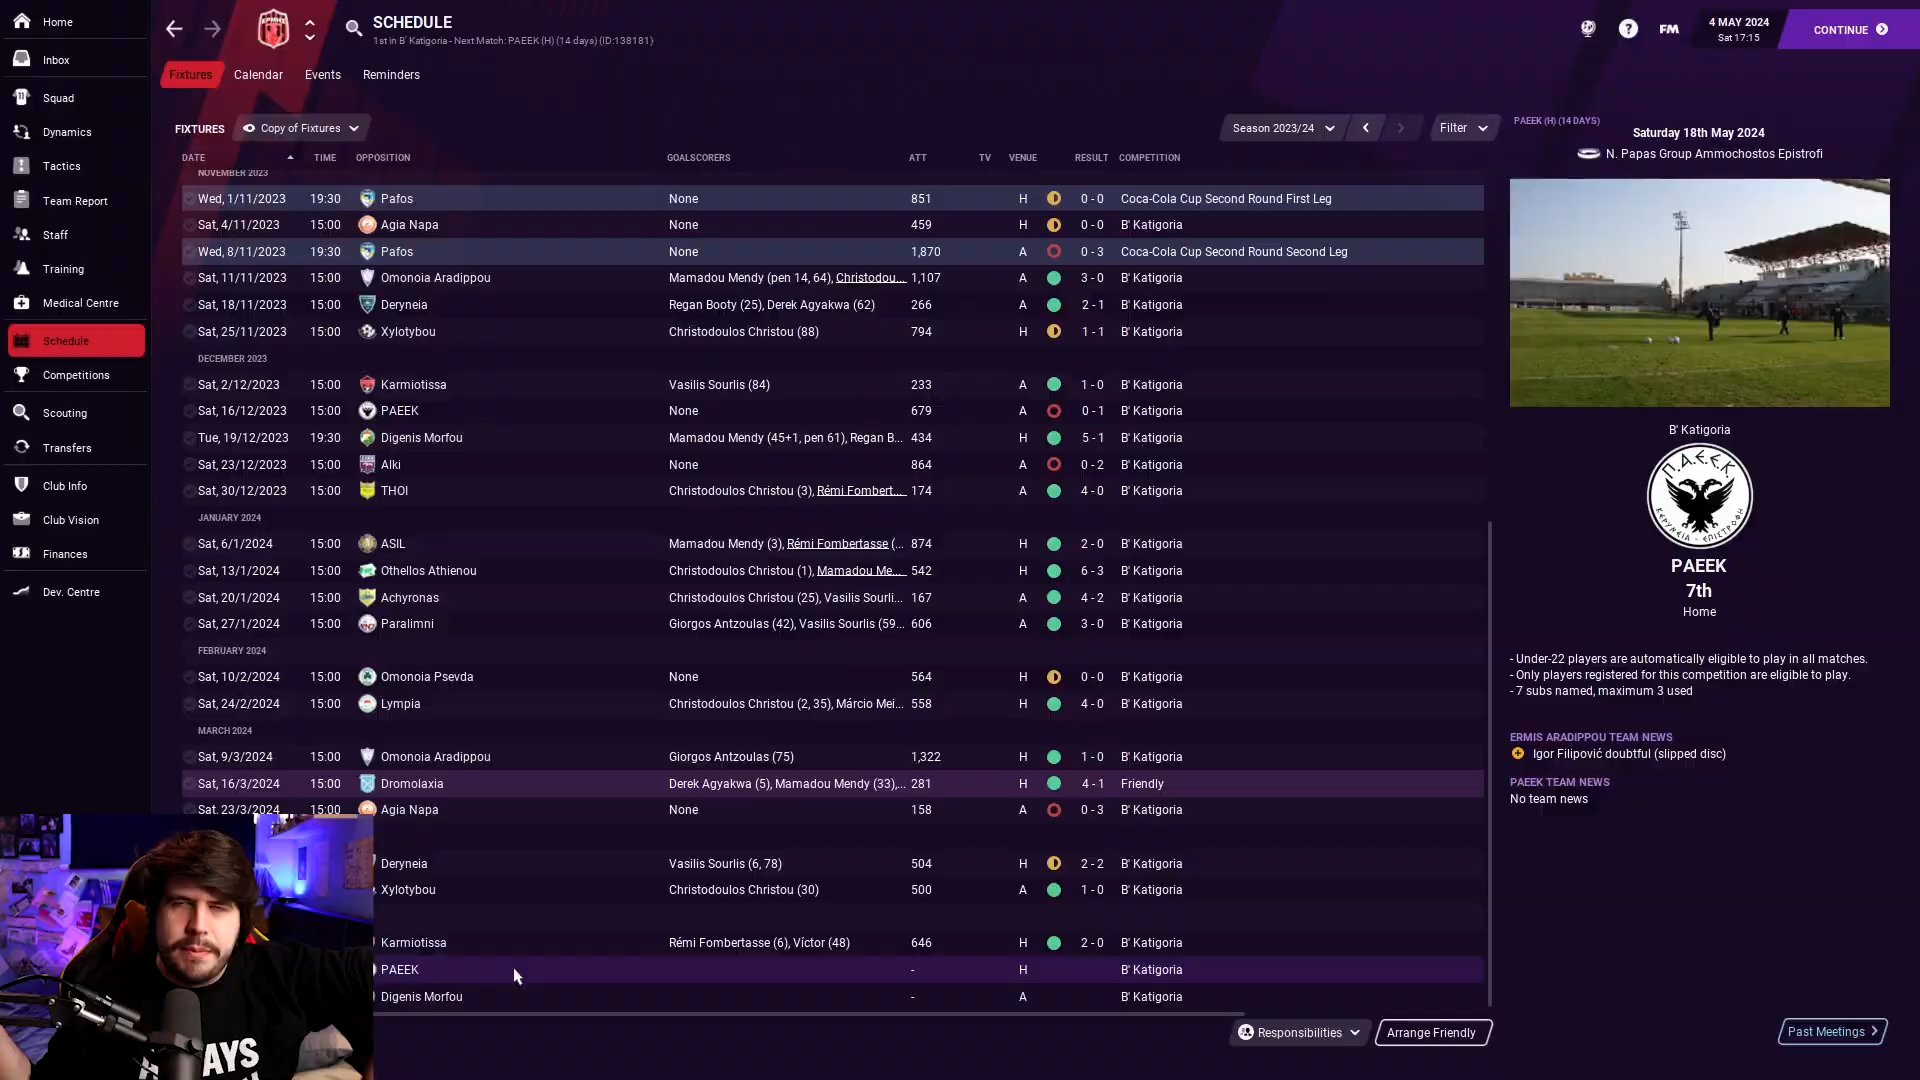 Home
SCHEDULE
1st in B' Katigoria - Next Match: PAEEK (H) (14 days) (ID:138181)
FM
4 MAY 2024
Sat 17:15
CONTINUE
Inbox
Squad
Dynamics
Tactics
Team Report
Staff
Training
Medical Centre
Schedule
Competitions
Scouting
Transfers
Club Info
Club Vision
Finances
Dev. Centre
Fixtures Calendar Events Reminders
FIXTURES Copy of Fixtures Season 2023/24 Filter
DATE TIME OPPOSITION GOALSCORERS ATT TV VENUE RESULT COMPETITION
NOVEMBER 2023
Wed, 1/11/2023 19:30 Pafos None 851 H 0 - 0 Coca-Cola Cup Second Round First Leg
Sat, 4/11/2023 15:00 Agia Napa None 459 H 0 - 0 B' Katigoria
Wed, 8/11/2023 19:30 Pafos None 1,870 A 0 - 3 Coca-Cola Cup Second Round Second Leg
Sat, 11/11/2023 15:00 Omonoia Aradippou Mamadou Mendy (pen 14, 64), Christodou... 1,107 A 3 - 0 B' Katigoria
Sat, 18/11/2023 15:00 Deryneia Regan Booty (25), Derek Agyakwa (62) 266 A 2 - 1 B' Katigoria
Sat, 25/11/2023 15:00 Xylotybou Christodoulos Christou (88) 794 H 1 - 1 B' Katigoria
DECEMBER 2023
Sat, 2/12/2023 15:00 Karmiotissa Vasilis Sourlis (84) 233 A 1 - 0 B' Katigoria
Sat, 16/12/2023 15:00 PAEEK None 679 A 0 - 1 B' Katigoria
Tue, 19/12/2023 19:30 Digenis Morfou Mamadou Mendy (45+1, pen 61), Regan B... 434 H 5 - 1 B' Katigoria
Sat, 23/12/2023 15:00 Alki None 864 A 0 - 2 B' Katigoria
Sat, 30/12/2023 15:00 THOI Christodoulos Christou (3), Rémi Fombert... 174 A 4 - 0 B' Katigoria
JANUARY 2024
Sat, 6/1/2024 15:00 ASIL Mamadou Mendy (3), Rémi Fombertasse (... 874 H 2 - 0 B' Katigoria
Sat, 13/1/2024 15:00 Othellos Athienou Christodoulos Christou (1), Mamadou Me... 542 H 6 - 3 B' Katigoria
Sat, 20/1/2024 15:00 Achyronas Christodoulos Christou (25), Vasilis Sourli... 167 A 4 - 2 B' Katigoria
Sat, 27/1/2024 15:00 Paralimni Giorgos Antzoulas (42), Vasilis Sourlis (59... 606 A 3 - 0 B' Katigoria
FEBRUARY 2024
Sat, 10/2/2024 15:00 Omonoia Psevda None 564 H 0 - 0 B' Katigoria
Sat, 24/2/2024 15:00 Lympia Christodoulos Christou (2, 35), Márcio Mei... 558 H 4 - 0 B' Katigoria
MARCH 2024
Sat, 9/3/2024 15:00 Omonoia Aradippou Giorgos Antzoulas (75) 1,322 H 1 - 0 B' Katigoria
Sat, 16/3/2024 15:00 Dromolaxia Derek Agyakwa (5), Mamadou Mendy (33),... 281 H 4 - 1 Friendly
Sat, 23/3/2024 15:00 Agia Napa None 158 A 0 - 3 B' Katigoria
Deryneia Vasilis Sourlis (6, 78) 504 H 2 - 2 B' Katigoria
Xylotybou Christodoulos Christou (30) 500 A 1 - 0 B' Katigoria
Karmiotissa Rémi Fombertasse (6), Víctor (48) 646 H 2 - 0 B' Katigoria
PAEEK - H B' Katigoria
Digenis Morfou - A B' Katigoria
Responsibilities Arrange Friendly
PAEEK (H) (14 DAYS)
Saturday 18th May 2024
N. Papas Group Ammochostos Epistrofi
B' Katigoria
Π.Α.Ε.Ε.Κ
ΚΕΡΥΝΕΙΑ - ΕΠΙΣΤΡΟΦΗ
PAEEK
7th
Home
- Under-22 players are automatically eligible to play in all matches.
- Only players registered for this competition are eligible to play.
- 7 subs named, maximum 3 used
ERMIS ARADIPPOU TEAM NEWS
Igor Filipović doubtful (slipped disc)
PAEEK TEAM NEWS
No team news
Past Meetings